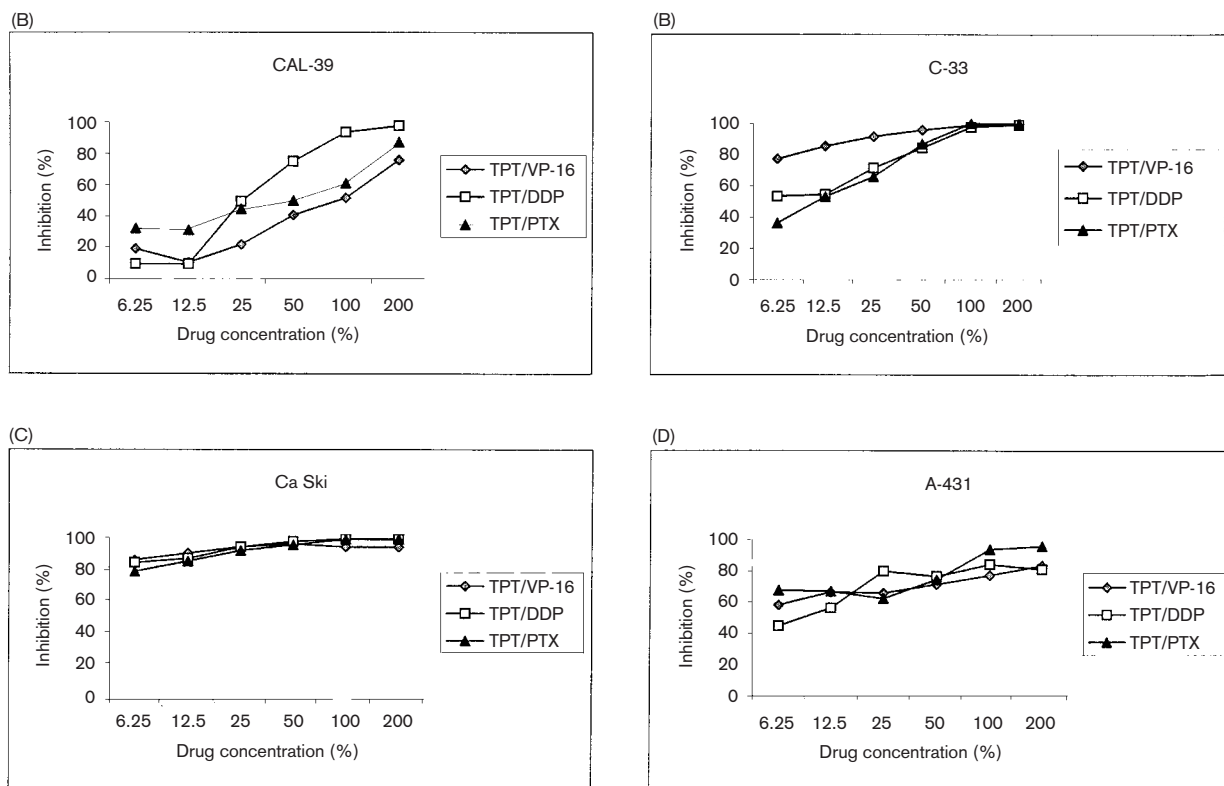 (B)
CAL-39
100
80
60
40
20
0
Inhibition (%)
6.25 12.5 25 50 100 200
Drug concentration (%)
TPT/VP-16
TPT/DDP
TPT/PTX
(B)
C-33
100
80
60
40
20
0
Inhibition (%)
6.25 12.5 25 50 100 200
Drug concentration (%)
TPT/VP-16
TPT/DDP
TPT/PTX
(C)
Ca Ski
100
80
60
40
20
0
Inhibition (%)
6.25 12.5 25 50 100 200
Drug concentration (%)
TPT/VP-16
TPT/DDP
TPT/PTX
(D)
A-431
100
80
60
40
20
0
Inhibition (%)
6.25 12.5 25 50 100 200
Drug concentration (%)
TPT/VP-16
TPT/DDP
TPT/PTX